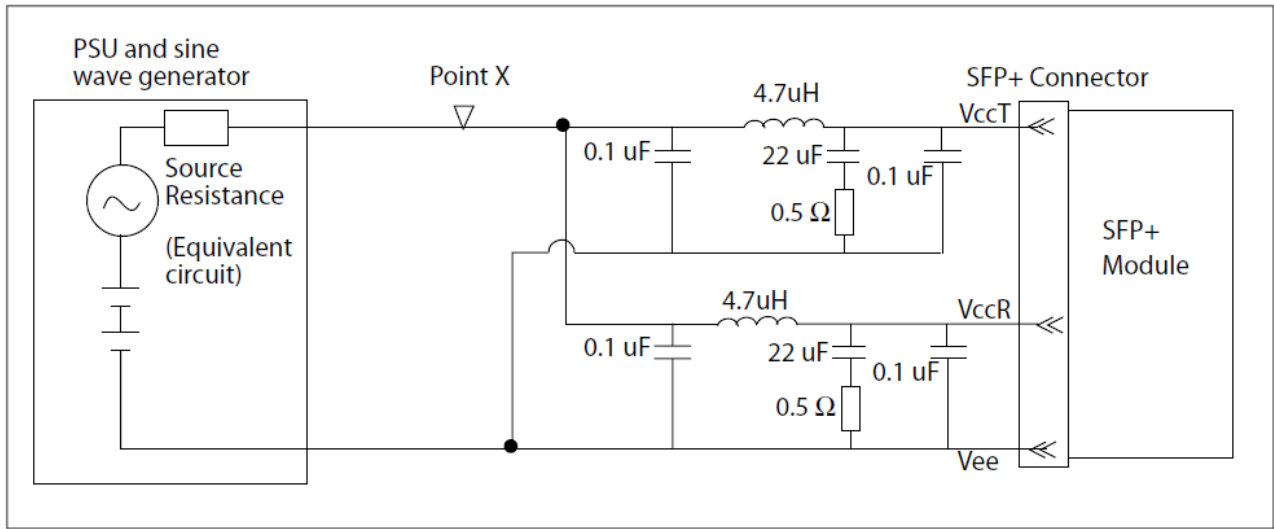 PSU and sine
wave generator
Point X
SFP+ Connector
4.7uH
VccT
0.1 uF
22 uF
0.1 uF
Source
Resistance
0.5 Ω
(Equivalent
circuit)
SFP+
Module
4.7uH
VccR
0.1 uF
22 uF
0.1 uF
0.5 Ω
Vee